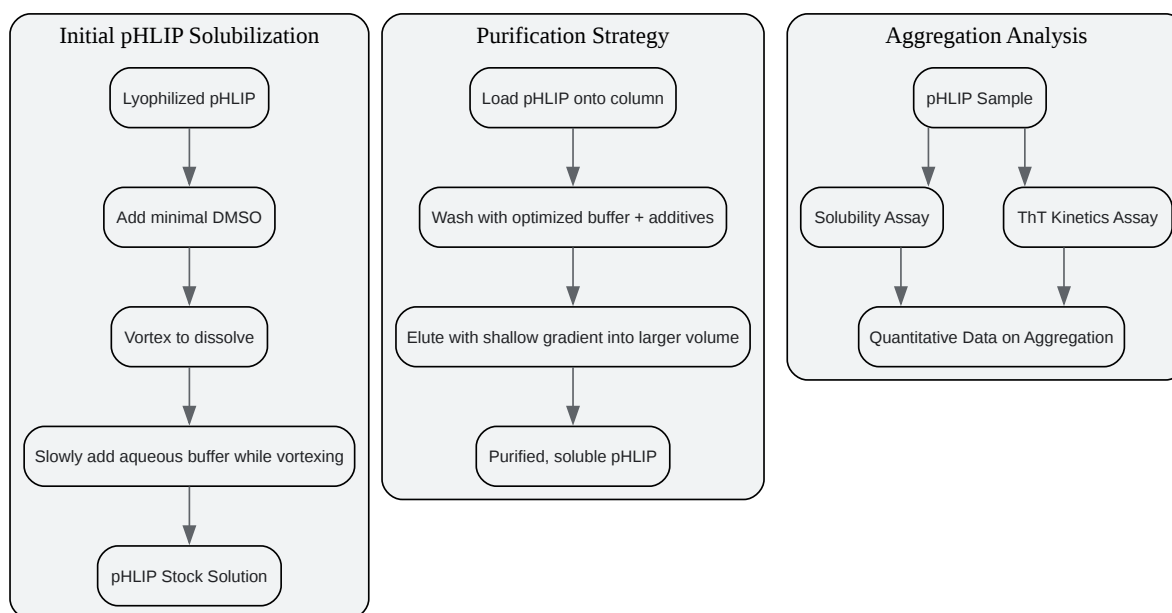 Initial pHLIP Solubilization
Lyophilized pHLIP
Add minimal DMSO
Vortex to dissolve
Slowly add aqueous buffer while vortexing
pHLIP Stock Solution
Purification Strategy
Load pHLIP onto column
Wash with optimized buffer + additives
Elute with shallow gradient into larger volume
Purified, soluble pHLIP
Aggregation Analysis
pHLIP Sample
Solubility Assay
ThT Kinetics Assay
Quantitative Data on Aggregation